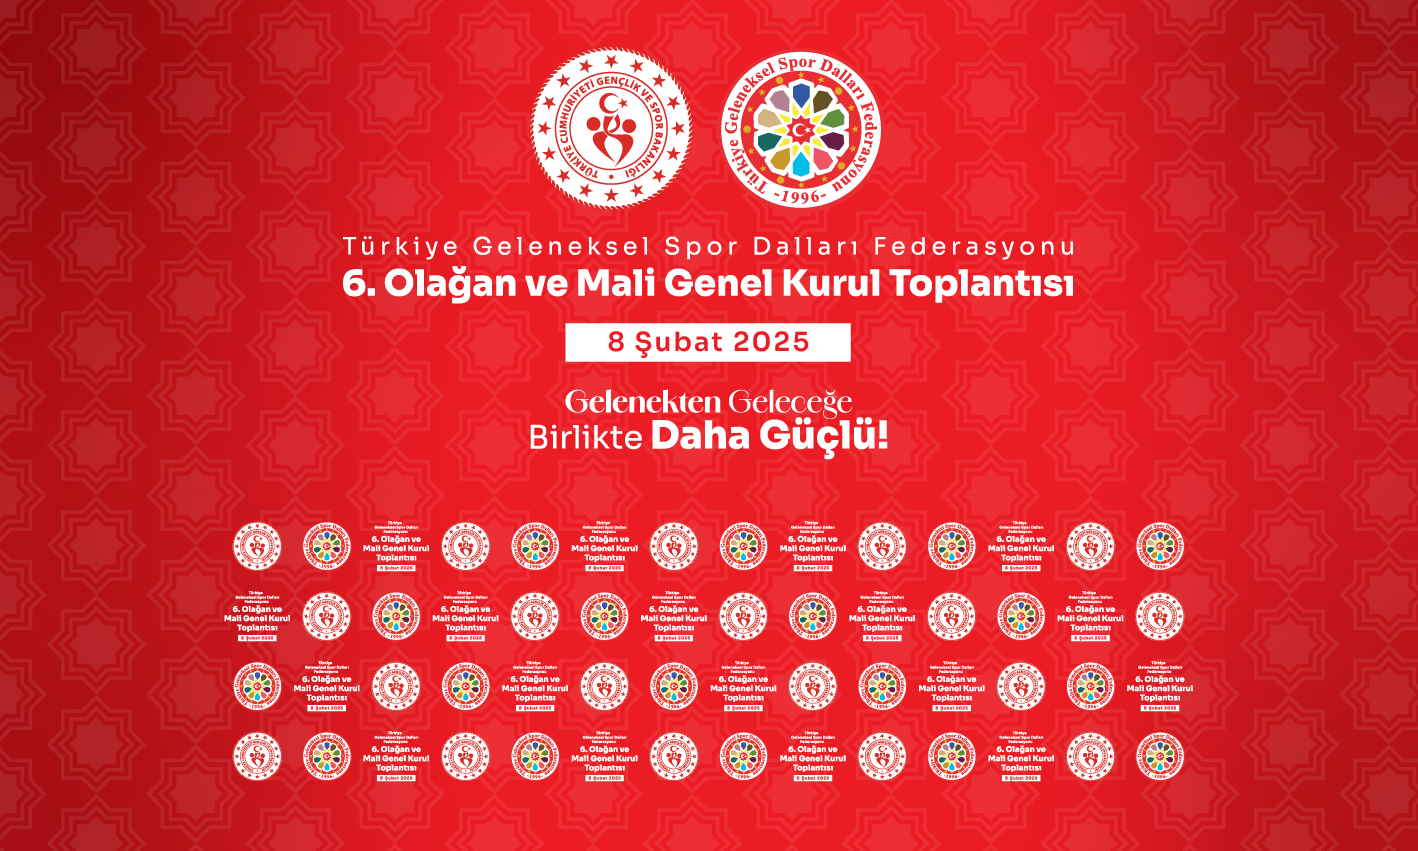 TÜRKİYE CUMHURİYETİ GENÇLİK VE SPOR BAKANLIĞI
Türkiye Geleneksel Spor Dalları Federasyonu
-1996-
Türkiye Geleneksel Spor Dalları Federasyonu
6. Olağan ve Mali Genel Kurul Toplantısı
8 Şubat 2025
Gelenekten Geleceğe
Birlikte Daha Güçlü!
Türkiye
Geleneksel Spor Dalları
Federasyonu
6. Olağan ve
Mali Genel Kurul
Toplantısı
8 Şubat 2025